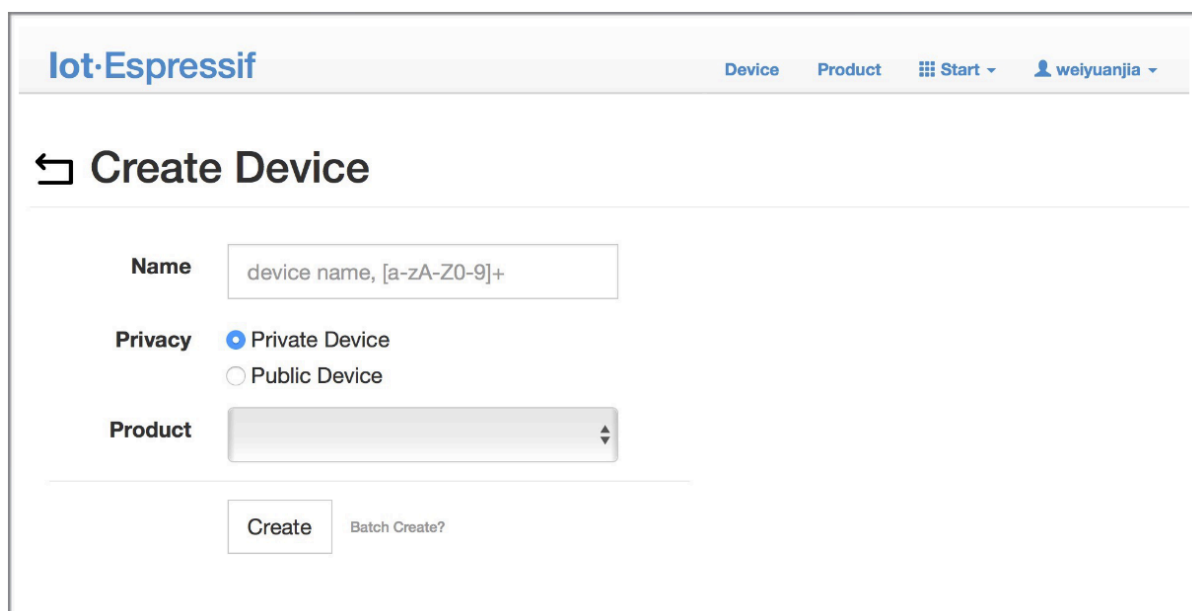 Iot·Espressif
Device Product Start weiyuanjia
Create Device
Name device name, [a-zA-Z0-9]+
Privacy Private Device
Public Device
Product
Create Batch Create?